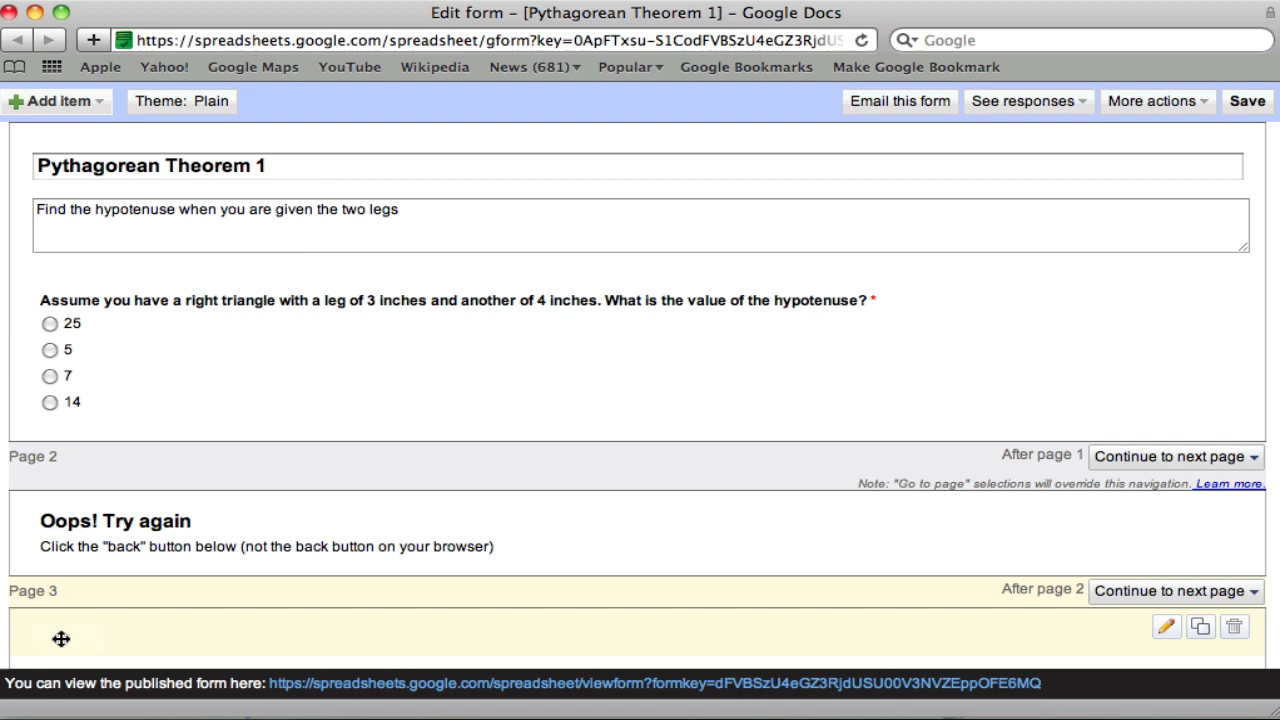 Edit form – [Pythagorean Theorem 1] – Google Docs
https://spreadsheets.google.com/spreadsheet/gform?key=0ApFTxsu-S1CodFVBSzU4eGZ3RjdUS
Google
Apple Yahoo! Google Maps YouTube Wikipedia News (681) Popular Google Bookmarks Make Google Bookmark
Add item Theme: Plain Email this form See responses More actions Save
Pythagorean Theorem 1
Find the hypotenuse when you are given the two legs
Assume you have a right triangle with a leg of 3 inches and another of 4 inches. What is the value of the hypotenuse? *
25
5
7
14
Page 2 After page 1 Continue to next page
Note: "Go to page" selections will override this navigation. Learn more.
Oops! Try again
Click the "back" button below (not the back button on your browser)
Page 3 After page 2 Continue to next page
You can view the published form here: https://spreadsheets.google.com/spreadsheet/viewform?formkey=dFVBSzU4eGZ3RjdUSU00V3NVZEppOFE6MQ